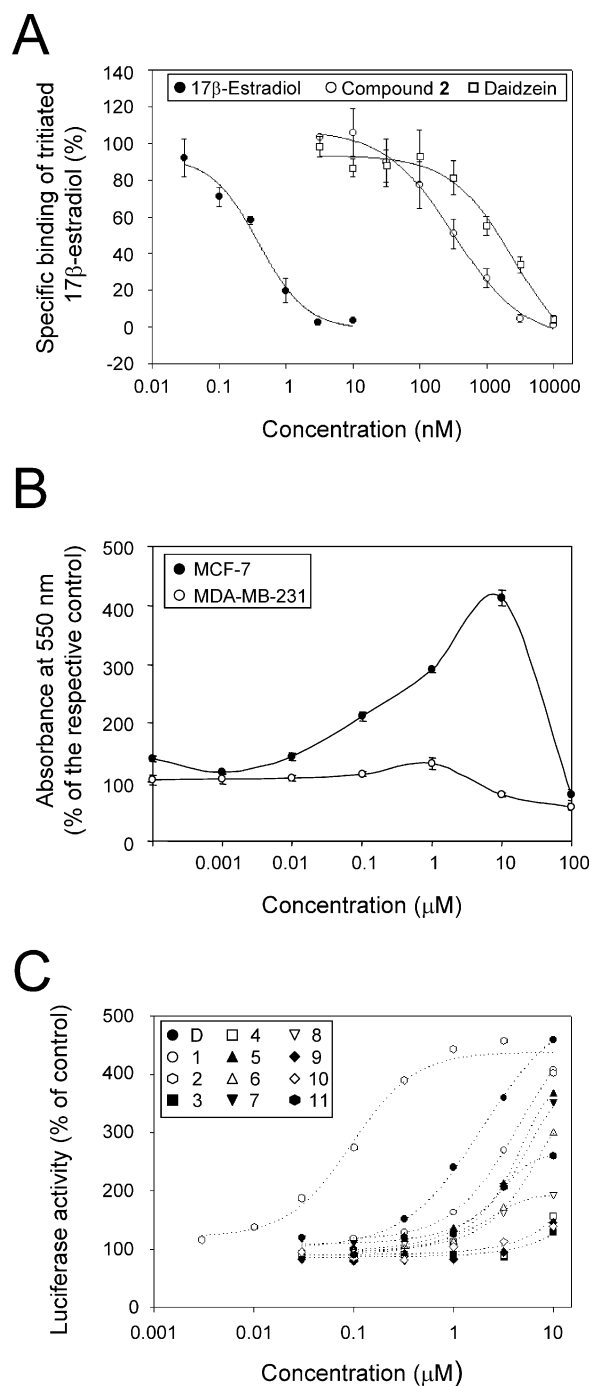 A
17β-Estradiol Compound 2 Daidzein
Specific binding of tritiated
17β-estradiol (%)
140
120
100
80
60
40
20
0
-20
0.01 0.1 1 10 100 1000 10000
Concentration (nM)
B
MCF-7
MDA-MB-231
Absorbance at 550 nm
(% of the respective control)
500
400
300
200
100
0
0.001 0.01 0.1 1 10 100
Concentration (μM)
C
D 4 8
1 5 9
2 6 10
3 7 11
Luciferase activity (% of control)
500
400
300
200
100
0
0.001 0.01 0.1 1 10
Concentration (μM)